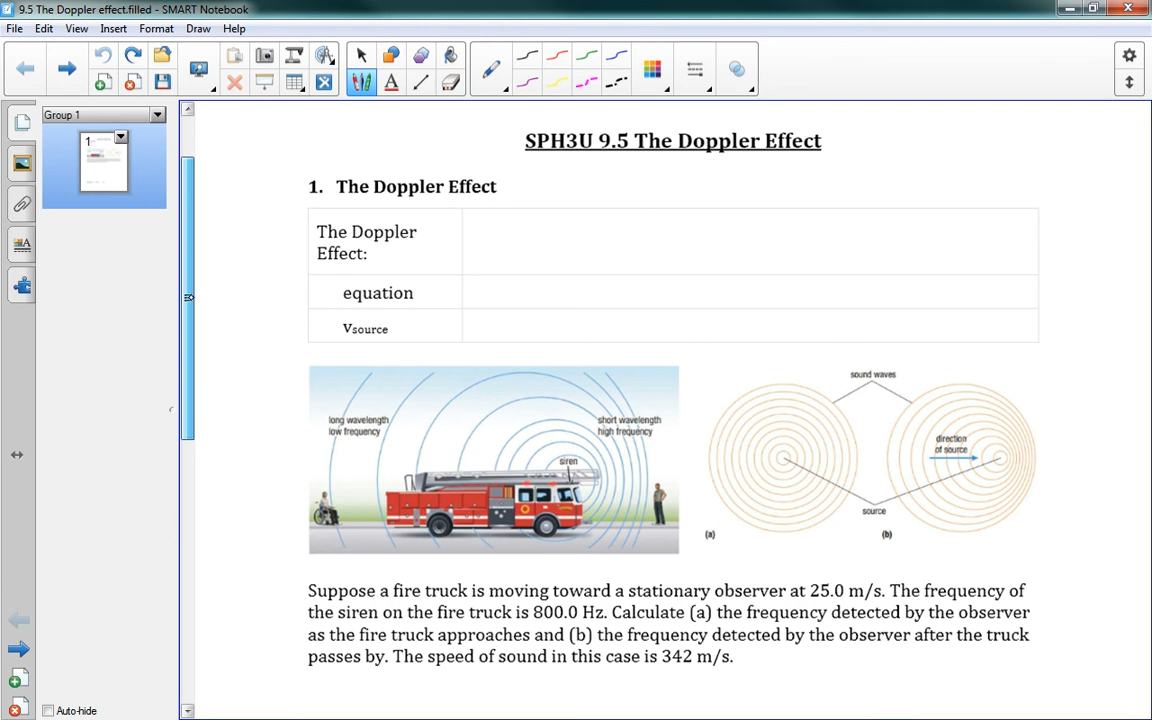 9.5 The Doppler effect.filled - SMART Notebook
File Edit View Insert Format Draw Help
Group 1
1
SPH3U 9.5 The Doppler Effect
1. The Doppler Effect
The Doppler
Effect:
equation
vsource
long wavelength
low frequency
short wavelength
high frequency
siren
sound waves
direction
of source
source
(a)
(b)
Suppose a fire truck is moving toward a stationary observer at 25.0 m/s. The frequency of
the siren on the fire truck is 800.0 Hz. Calculate (a) the frequency detected by the observer
as the fire truck approaches and (b) the frequency detected by the observer after the truck
passes by. The speed of sound in this case is 342 m/s.
Auto-hide